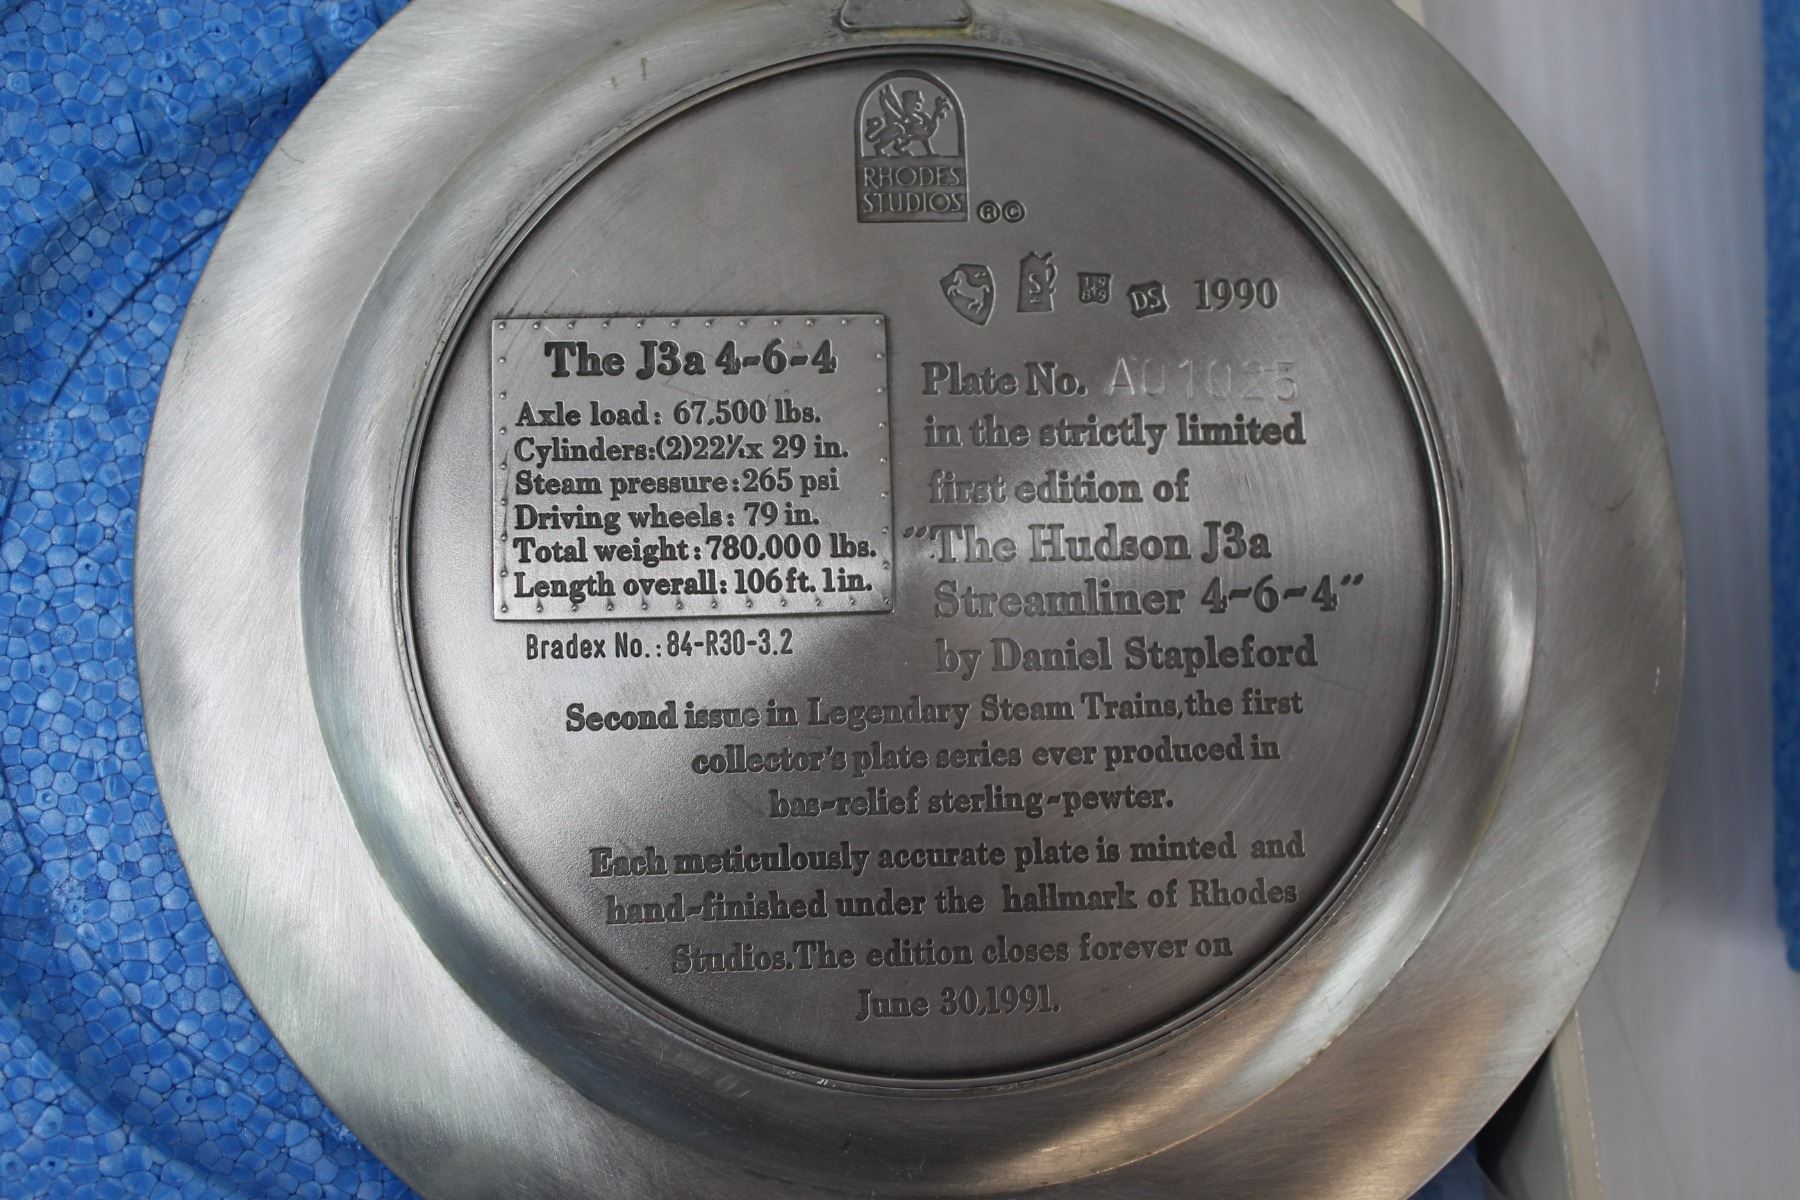 RHODES
STUDIOS
®©
S DS 1990
The J3a 4-6-4
Axle load: 67,500 lbs.
Cylinders:(2)22½x 29 in.
Steam pressure:265 psi
Driving wheels: 79 in.
Total weight:780,000 lbs.
Length overall:106ft. 1in.
Bradex No.:84-R30-3.2
Plate No. A01025
in the strictly limited
first edition of
"The Hudson J3a
Streamliner 4-6-4"
by Daniel Stapleford
Second issue in Legendary Steam Trains,the first
collector's plate series ever produced in
bas-relief sterling-pewter.
Each meticulously accurate plate is minted and
hand-finished under the hallmark of Rhodes
Studios.The edition closes forever on
June 30,1991.